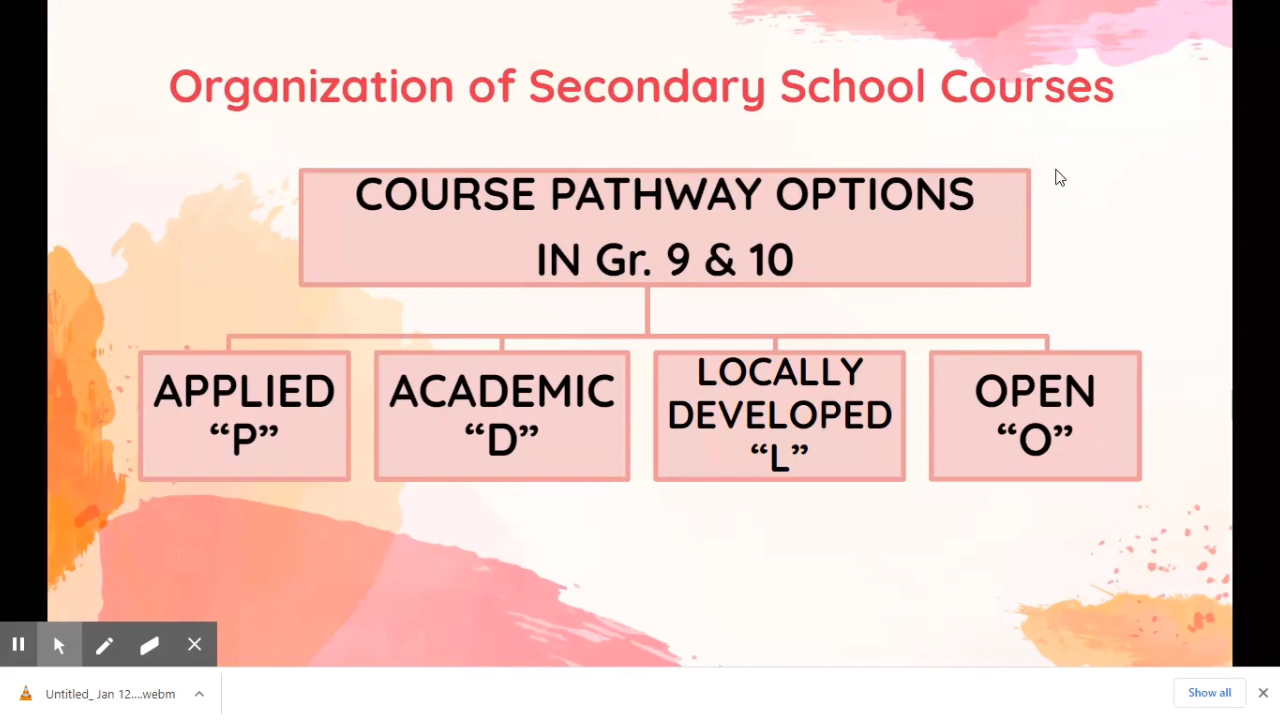 Organization of Secondary School Courses
COURSE PATHWAY OPTIONS
IN Gr. 9 & 10
APPLIED
“P”
ACADEMIC
“D”
LOCALLY
DEVELOPED
“L”
OPEN
“O”
Untitled_ Jan 12....webm
Show all